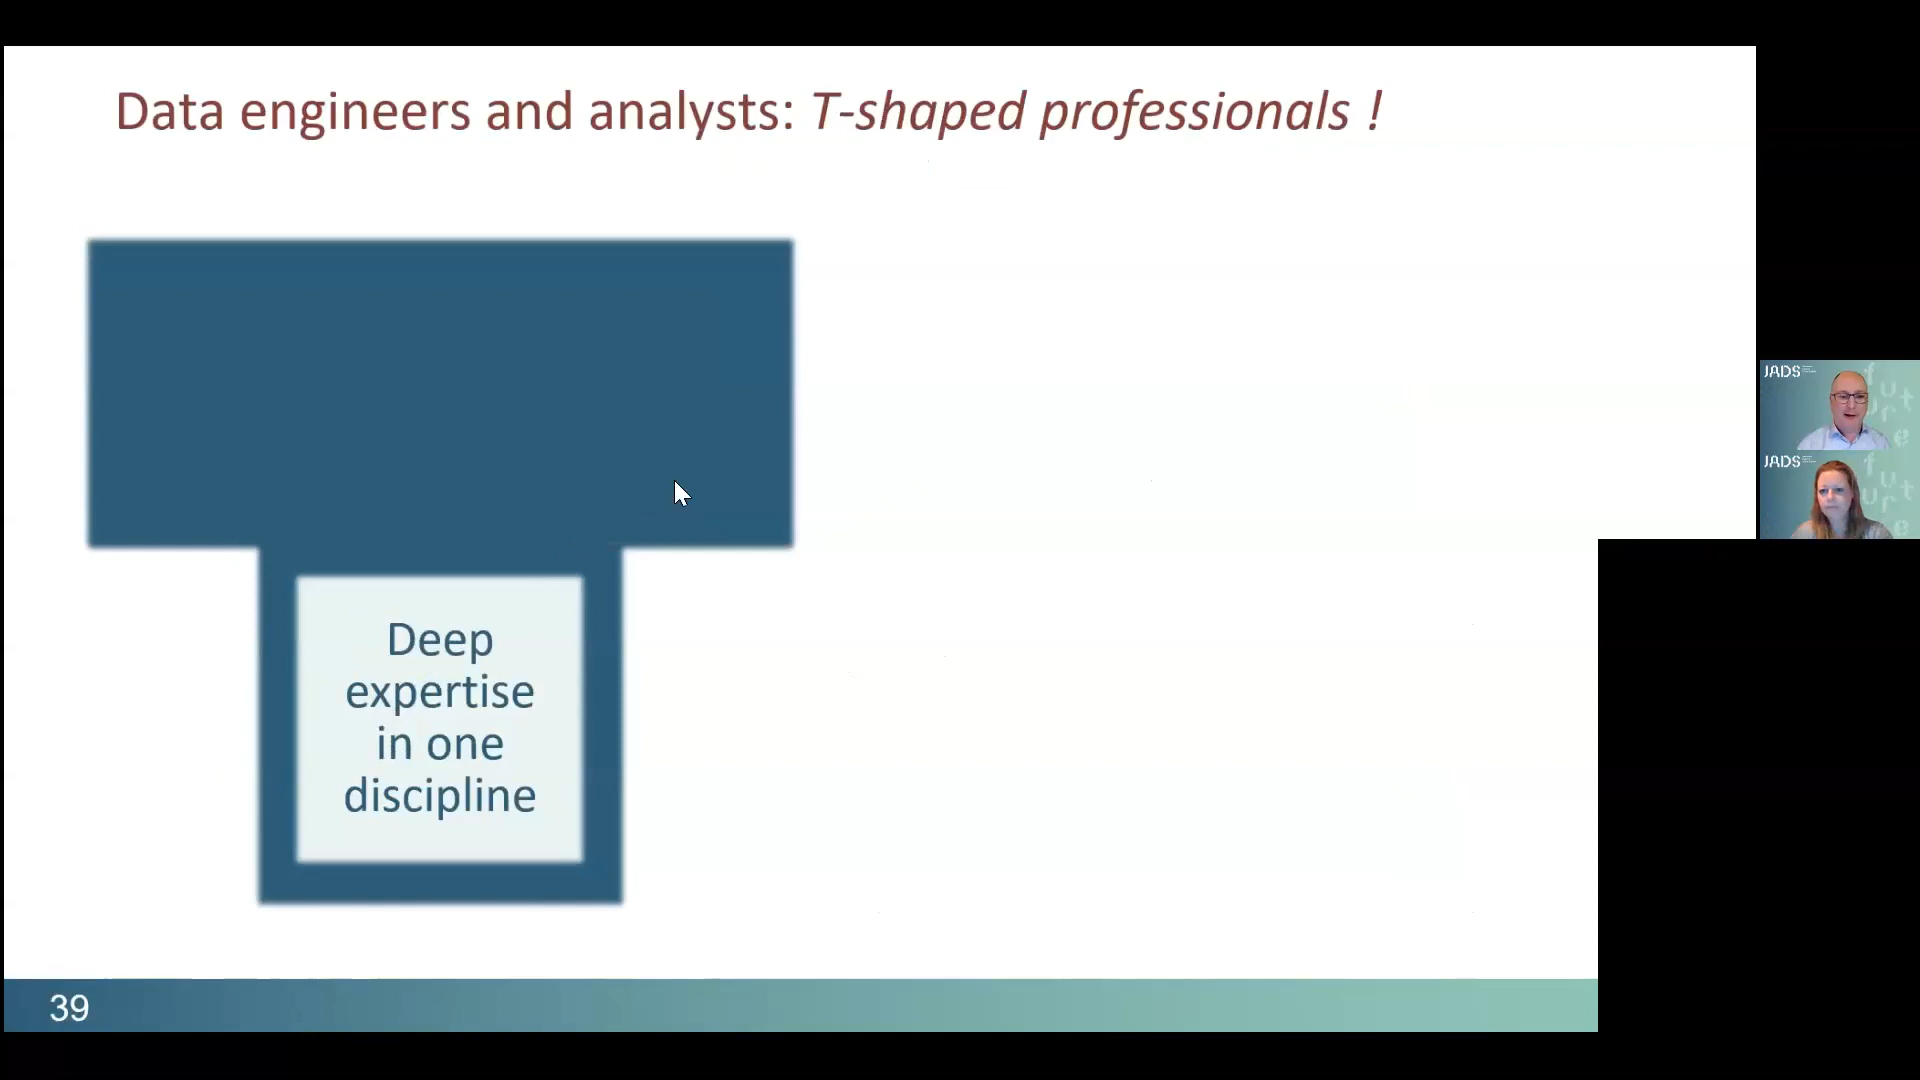 Data engineers and analysts: T-shaped professionals !
JADS
JADS
Deep
expertise
in one
discipline
39